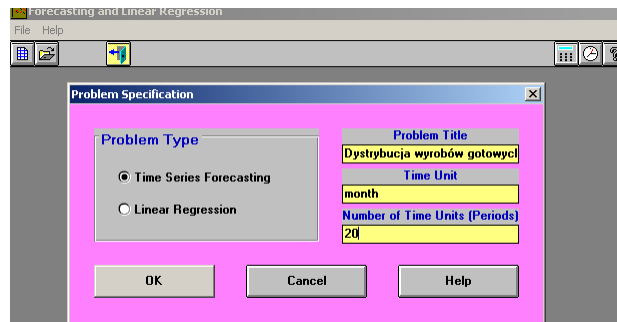 Forecasting and Linear Regression
File Help
Problem Specification
Problem Type
Time Series Forecasting
Linear Regression
Problem Title
Dystrybucja wyrobów gotowycl
Time Unit
month
Number of Time Units (Periods)
20
OK Cancel Help